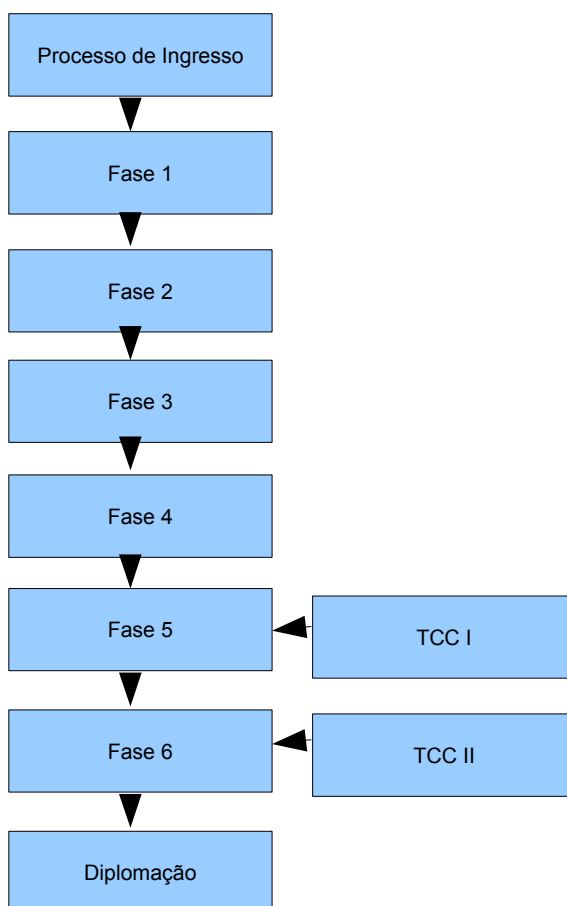 Processo de Ingresso
Fase 1
Fase 2
Fase 3
Fase 4
Fase 5
TCC I
Fase 6
TCC II
Diplomação